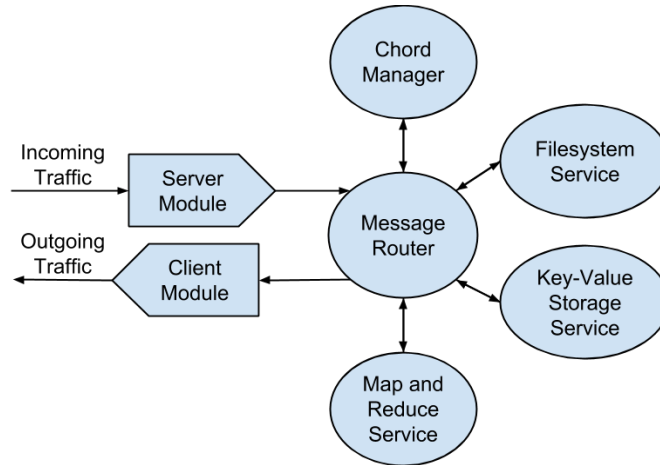 Chord
Manager
Incoming
Traffic
Server
Module
Filesystem
Service
Message
Router
Outgoing
Traffic
Client
Module
Key-Value
Storage
Service
Map and
Reduce
Service